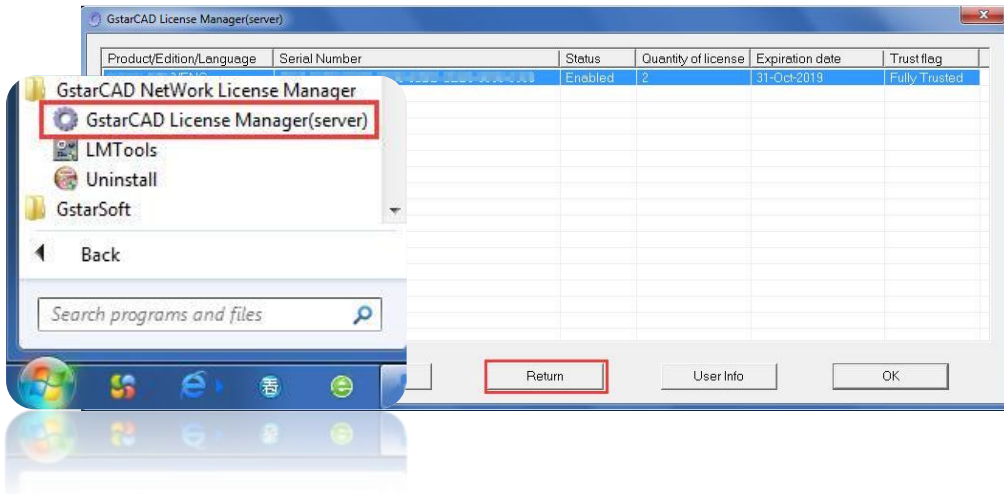 GstarCAD License Manager(server)
Product/Edition/Language Serial Number Status Quantity of license Expiration date Trust flag
Enabled 2 31-Oct-2019 Fully Trusted
GstarCAD NetWork License Manager
GstarCAD License Manager(server)
LMTools
Uninstall
GstarSoft
Back
Search programs and files
Return User Info OK